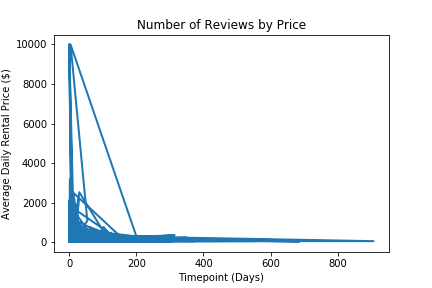 Number of Reviews by Price
Average Daily Rental Price ($)
10000
8000
6000
4000
2000
0
0 200 400 600 800
Timepoint (Days)